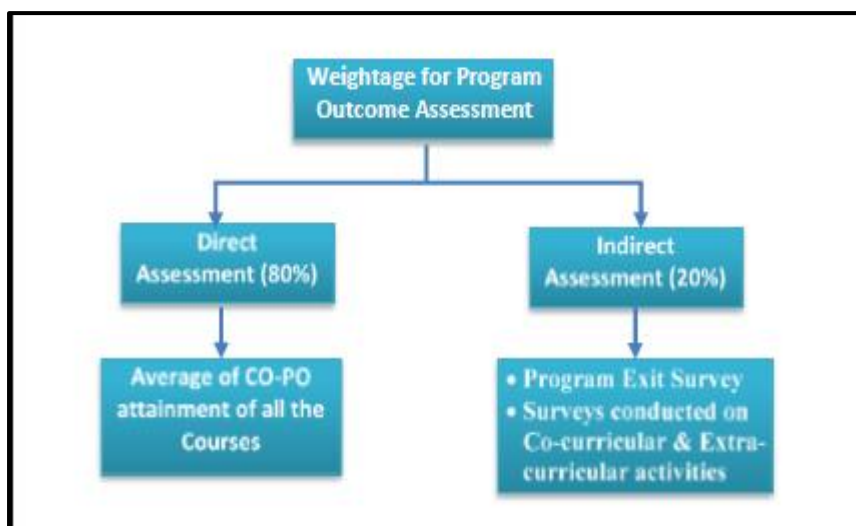 Weightage for Program
Outcome Assessment
Direct
Assessment (80%)
Indirect
Assessment (20%)
Average of CO-PO
attainment of all the
Courses
• Program Exit Survey
• Surveys conducted on
Co-curricular & Extra-
curricular activities